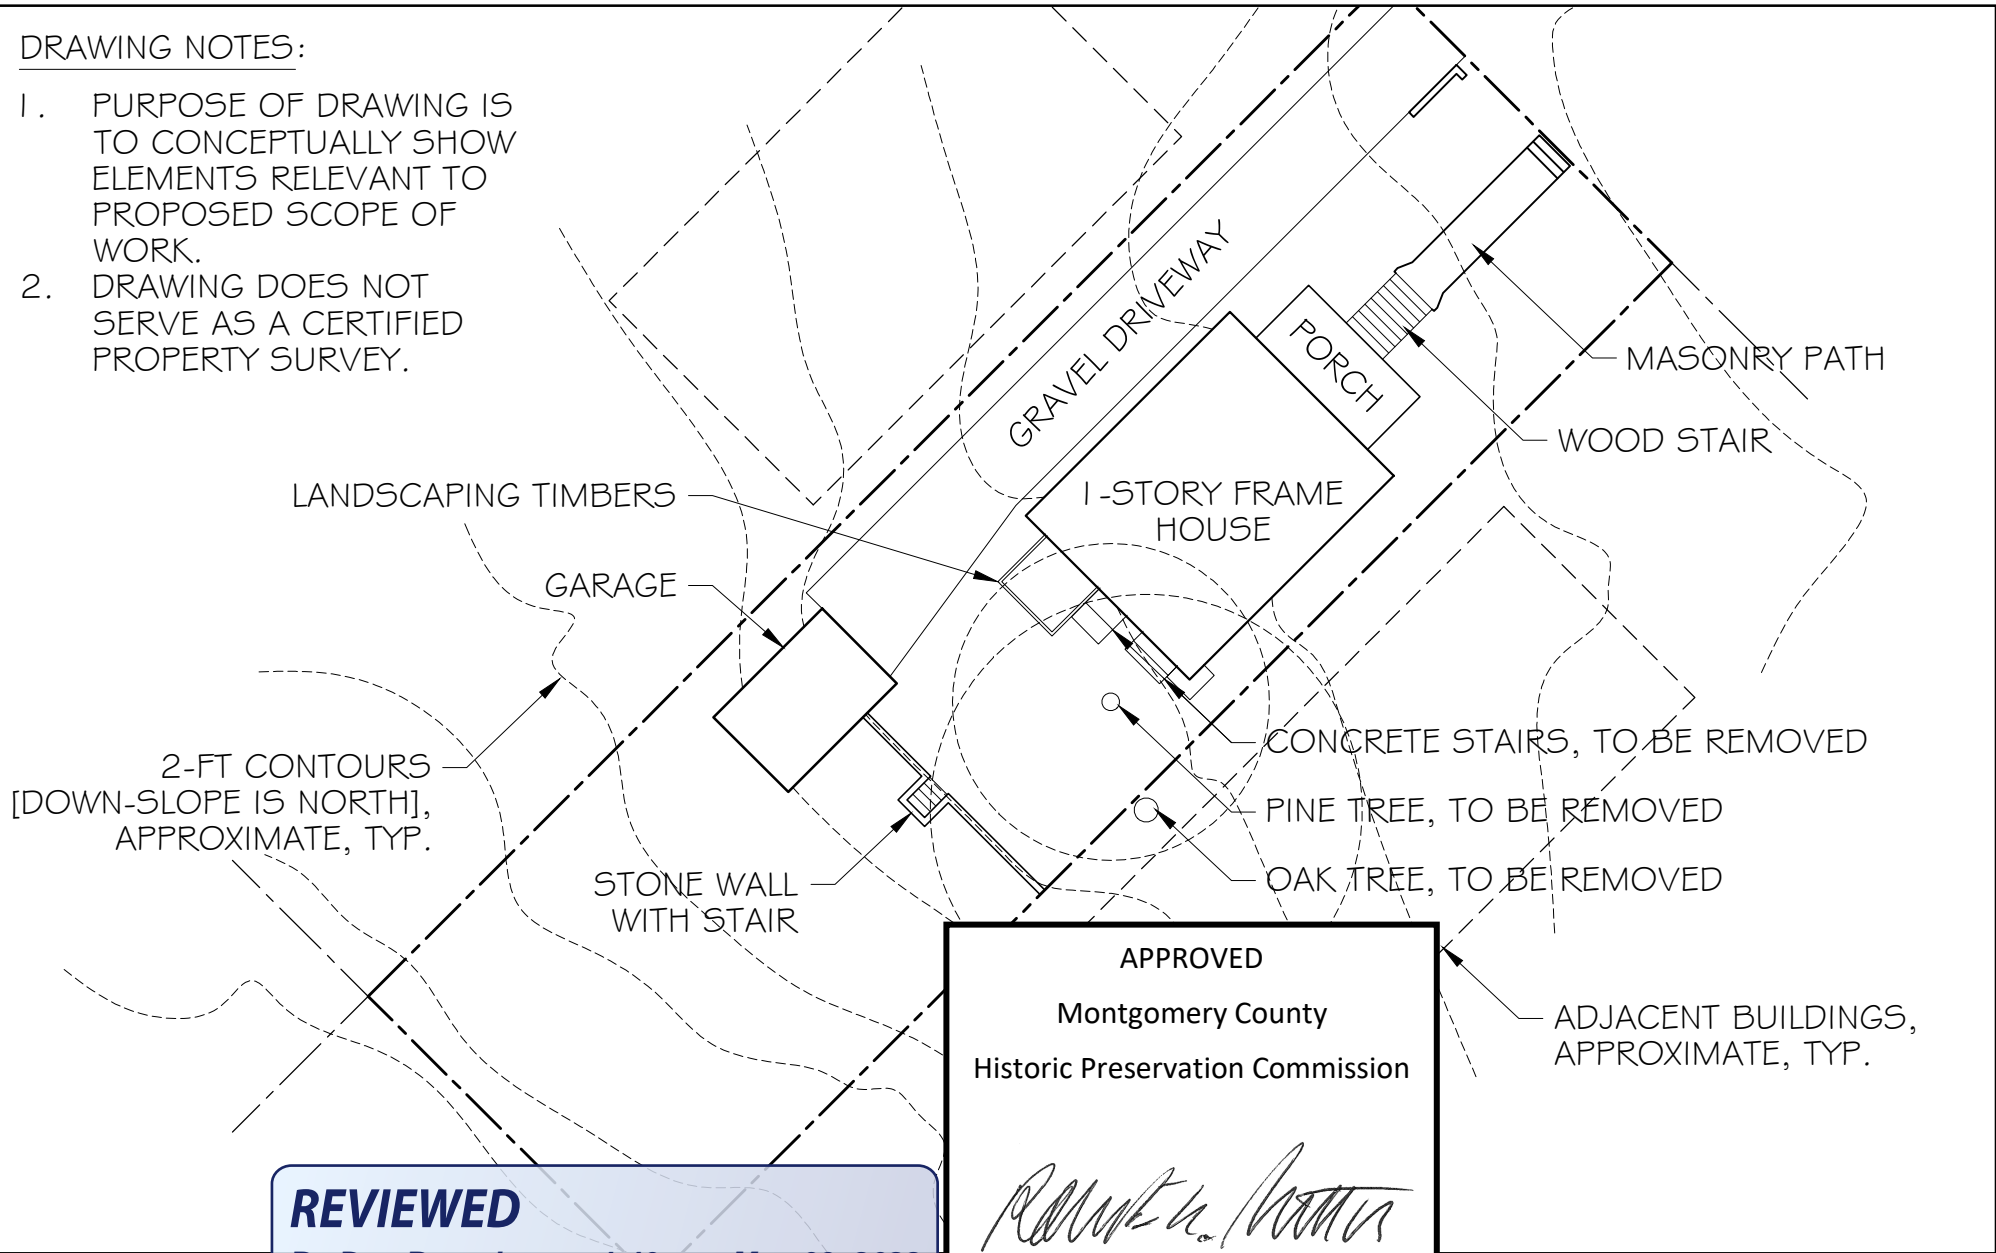 DRAWING NOTES:
1. PURPOSE OF DRAWING IS
TO CONCEPTUALLY SHOW
ELEMENTS RELEVANT TO
PROPOSED SCOPE OF
WORK.
2. DRAWING DOES NOT
SERVE AS A CERTIFIED
PROPERTY SURVEY.
GRAVEL DRIVEWAY
PORCH
MASONRY PATH
WOOD STAIR
1-STORY FRAME
HOUSE
LANDSCAPING TIMBERS
GARAGE
2-FT CONTOURS
[DOWN-SLOPE IS NORTH],
APPROXIMATE, TYP.
STONE WALL
WITH STAIR
CONCRETE STAIRS, TO BE REMOVED
PINE TREE, TO BE REMOVED
OAK TREE, TO BE REMOVED
ADJACENT BUILDINGS,
APPROXIMATE, TYP.
APPROVED
Montgomery County
Historic Preservation Commission
REVIEWED